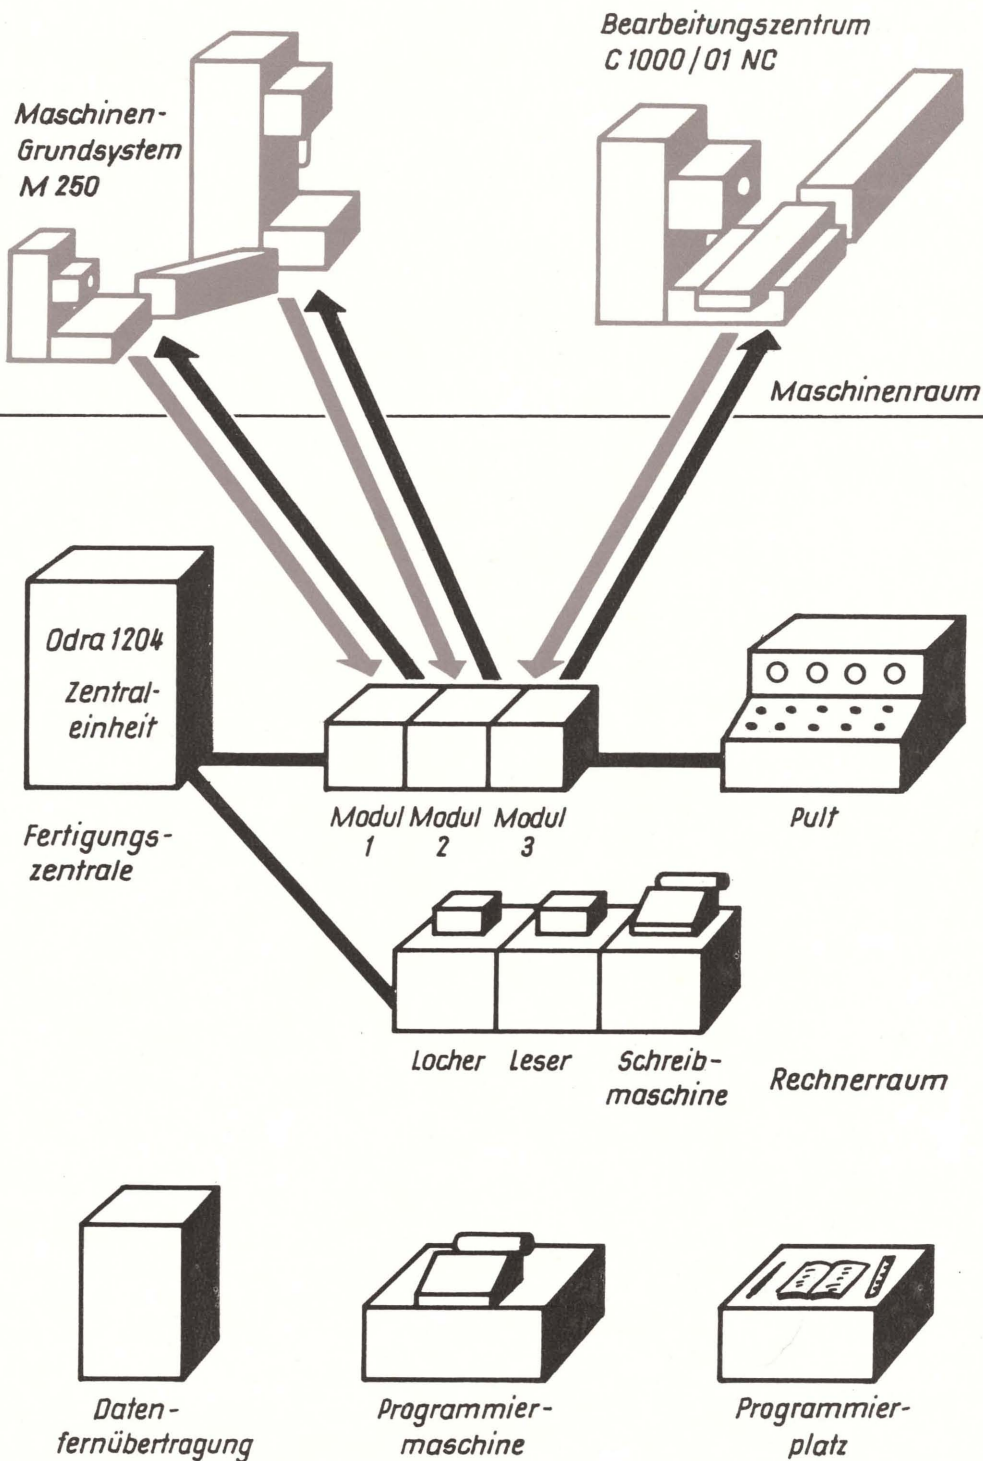 Bearbeitungszentrum
C 1000/01 NC
Maschinen-
Grundsystem
M 250
Maschinenraum
Odra 1204
Zentral-
einheit
Fertigungs-
zentrale
Modul Modul Modul
1 2 3
Pult
Locher Leser Schreib-
maschine
Rechnerraum
Daten-
fernübertragung
Programmier-
maschine
Programmier-
platz